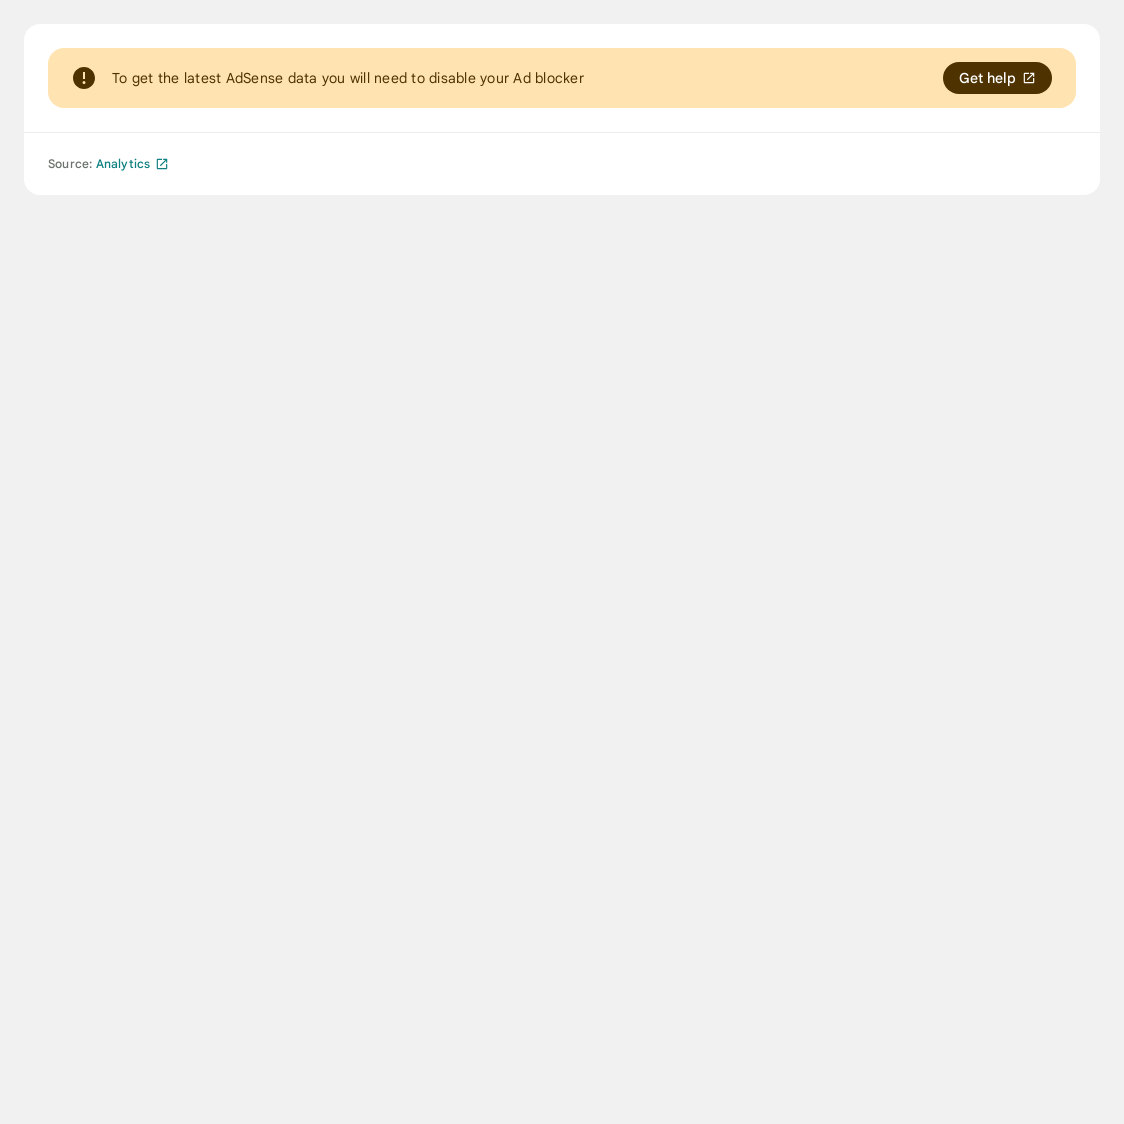 To get the latest AdSense data you will need to disable your Ad blocker
Get help
Source: Analytics